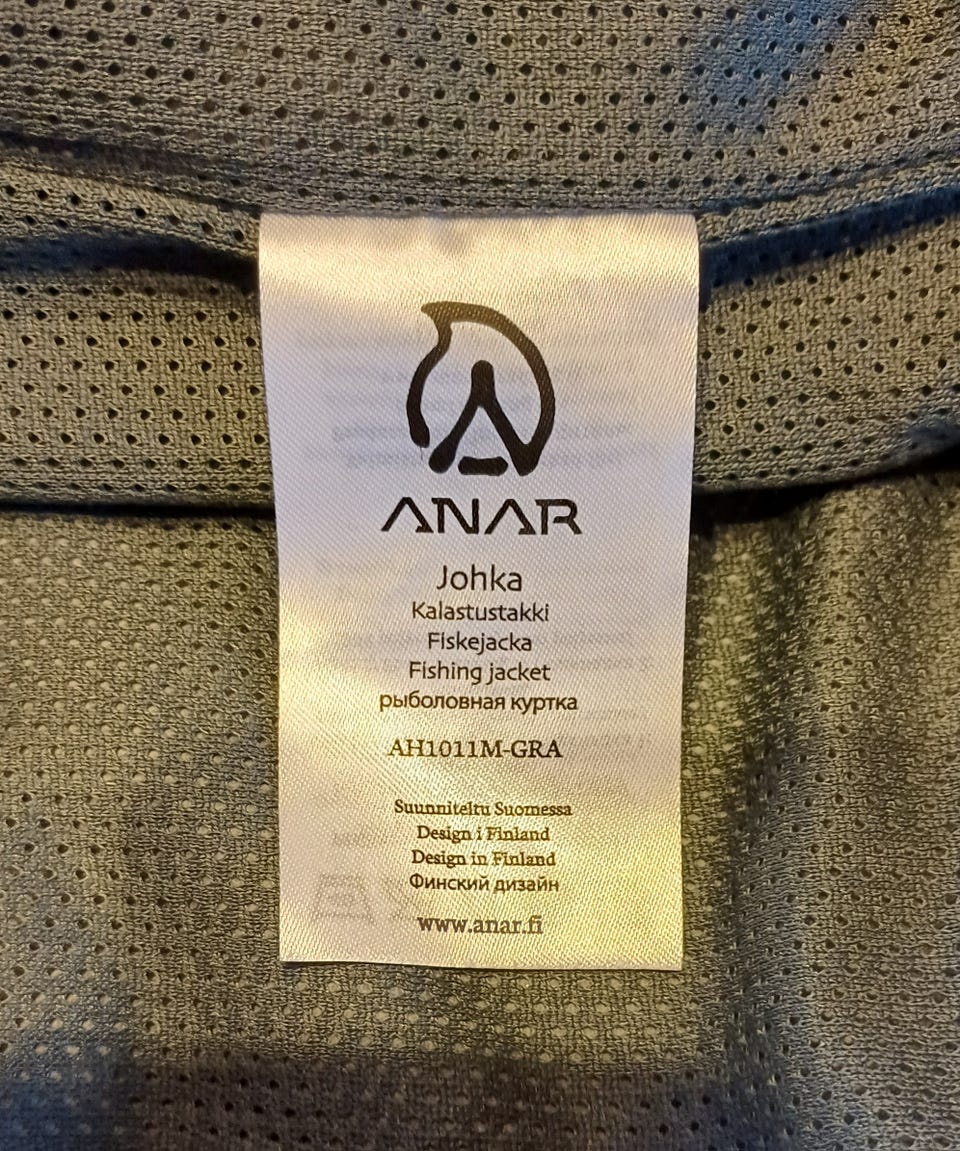 ANAR
Johka
Kalastustakki
Fiskejacka
Fishing jacket
рыболовная куртка
AH1011M-GRA
Suunniteltu Suomessa
Design i Finland
Design in Finland
Финский дизайн
www.anar.fi